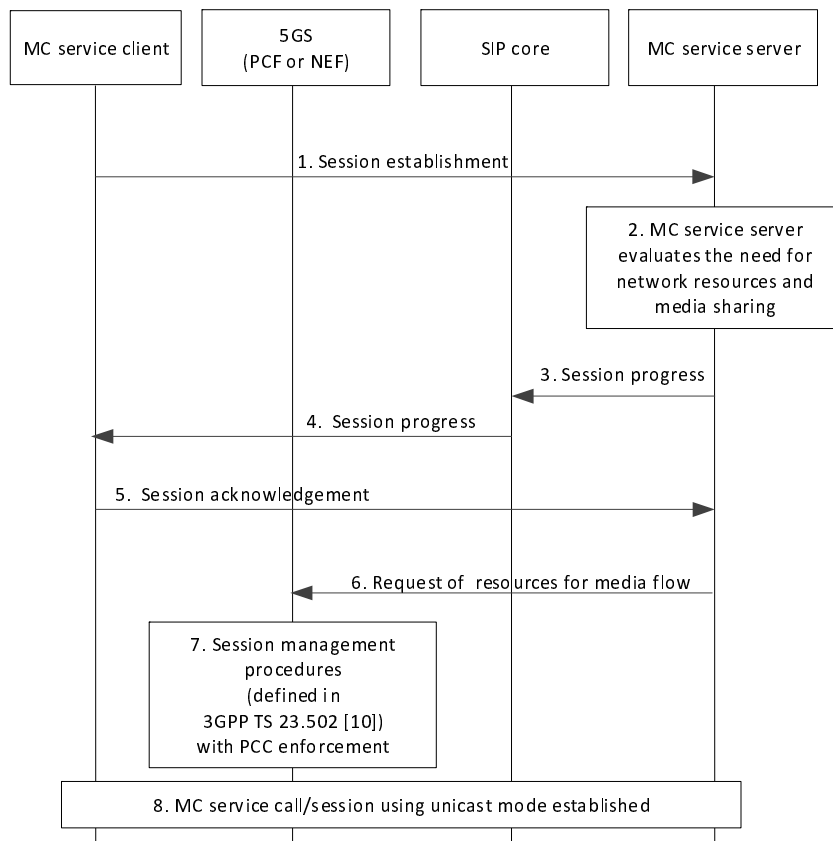 MC service client
5GS
(PCF or NEF)
SIP core
MC service server
1. Session establishment
2. MC service server
evaluates the need for
network resources and
media sharing
3. Session progress
4. Session progress
5. Session acknowledgement
6. Request of resources for media flow
7. Session management
procedures
(defined in
3GPP TS 23.502 [10])
with PCC enforcement
8. MC service call/session using unicast mode established